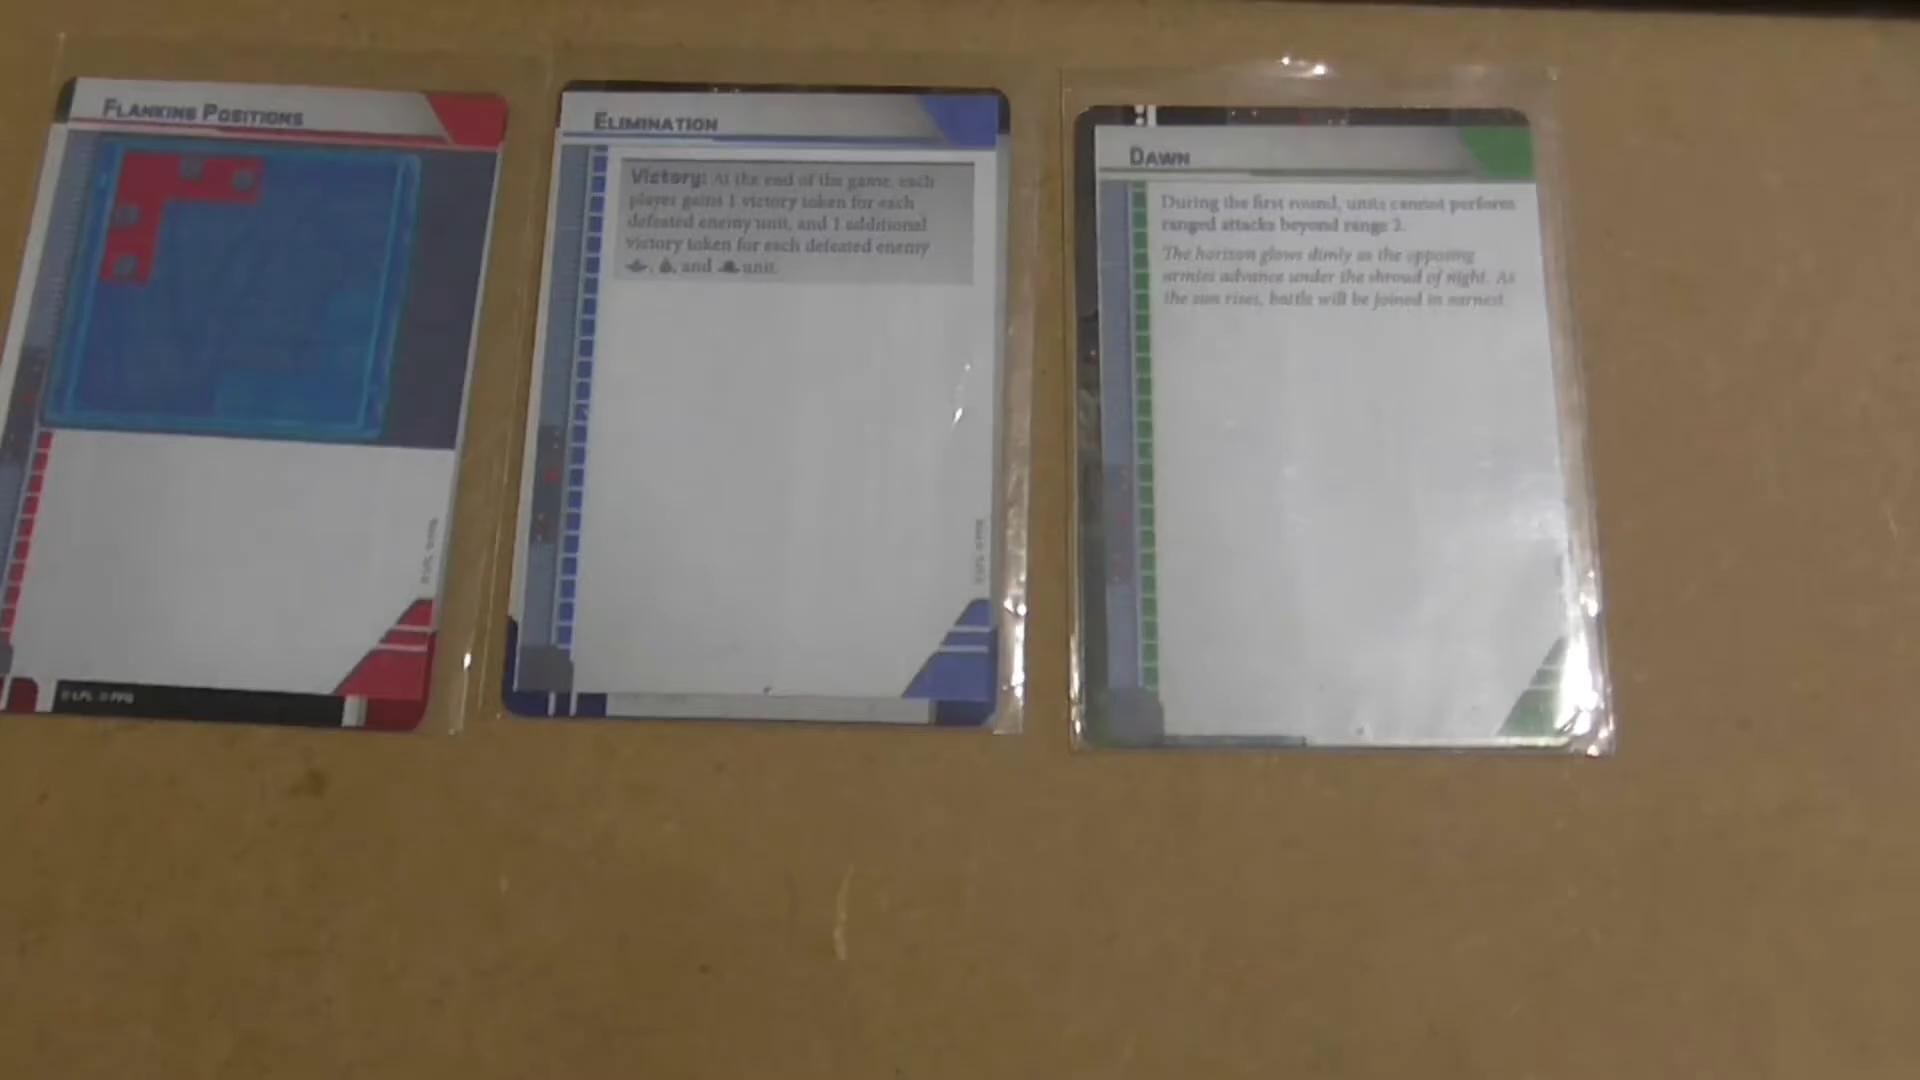 FLANKING POSITIONS
© LFL © FFG
ELIMINATION
Victory: At the end of the game, each
player gains 1 victory token for each
defeated enemy unit, and 1 additional
victory token for each defeated enemy
, , and unit.
DAWN
During the first round, units cannot perform
ranged attacks beyond range
The horizon glows dimly as the opposing
armies advance under the shroud of night. As
the sun rises, battle will be joined in earnest.